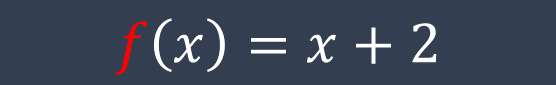 f(x) = x + 2